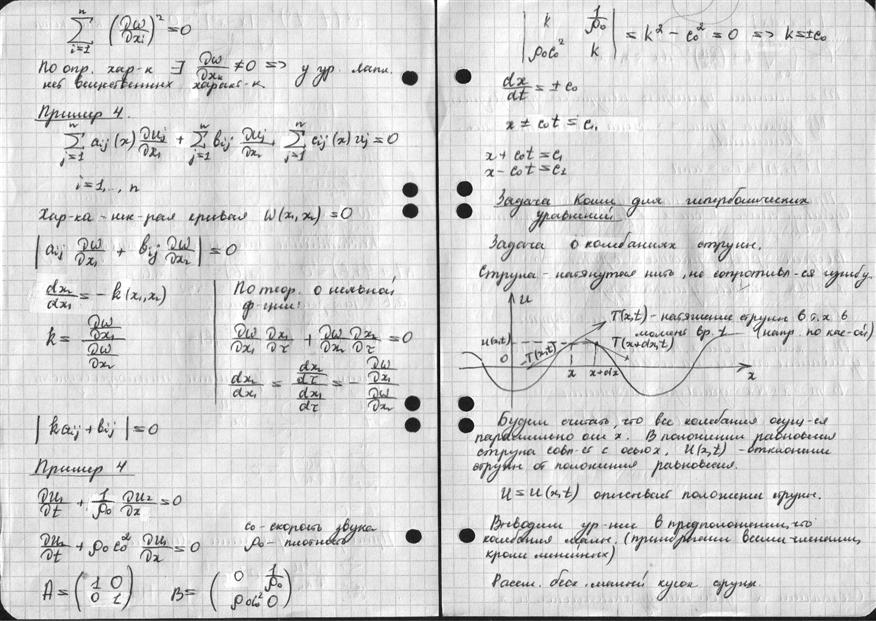 $\sum_{i=1}^{n} \left(\frac{\partial\omega}{\partial x_i}\right)^2 = 0$
По опр. хар-к ∃ $\frac{\partial\omega}{\partial x_k} \neq 0$ => у ур. лапл.
нет вещественных характ-к.
Пример 4.
$\sum_{j=1}^{n} a_{ij}(x)\frac{\partial u_j}{\partial x_1} + \sum_{j=1}^{n} b_{ij}\frac{\partial u_j}{\partial x_2} + \sum_{j=1}^{n} c_{ij}(x) u_j = 0$
i=1,.., n
Хар-ка - нек-рая кривая $\omega(x_1, x_2) = 0$
$\left| a_{ij}\frac{\partial\omega}{\partial x_1} + b_{ij}\frac{\partial\omega}{\partial x_2} \right| = 0$
$\frac{dx_2}{dx_1} = -k(x_1, x_2)$
$k = \frac{\frac{\partial\omega}{\partial x_1}}{\frac{\partial\omega}{\partial x_2}}$
По теор. о неявной
ф-ции:
$\frac{\partial\omega}{\partial x_1}\frac{\partial x_1}{\partial\tau} + \frac{\partial\omega}{\partial x_2}\frac{\partial x_2}{\partial\tau} = 0$
$\frac{dx_2}{dx_1} = \frac{\frac{dx_2}{d\tau}}{\frac{dx_1}{d\tau}} = -\frac{\frac{\partial\omega}{\partial x_1}}{\frac{\partial\omega}{\partial x_2}}$
$| k a_{ij} + b_{ij} | = 0$
Пример 4
$\frac{\partial u_1}{\partial t} + \frac{1}{\rho_0}\frac{\partial u_2}{\partial x} = 0$
$\frac{\partial u_2}{\partial t} + \rho_0 c_0^2 \frac{\partial u_1}{\partial x} = 0$
c₀ - скорость звука
ρ₀ - плотность
$A = \begin{pmatrix} 1 & 0 \\ 0 & 1 \end{pmatrix}$ $B = \begin{pmatrix} 0 & \frac{1}{\rho_0} \\ \rho_0 c_0^2 & 0 \end{pmatrix}$
$\begin{vmatrix} k & \frac{1}{\rho_0} \\ \rho_0 c_0^2 & k \end{vmatrix} = k^2 - c_0^2 = 0 => k = \pm c_0$
$\frac{dx}{dt} = \pm c_0$
$x \pm c_0 t = c_1$
$x + c_0 t = c_1$
$x - c_0 t = c_2$
Задача Коши для гиперболических
уравнений
Задача о колебаниях струны.
Струна - натянутая нить, не сопротивл-ся изгибу.
u
T(x,t) - натяжение струны в т. x в
момент вр. t (напр. по кас-ой)
u(x,t)
T(x+dx,t)
0
-T(x,t)
x
x+dx
x
Будем считать, что все колебания осущ-ся
параллельно оси x. В положении равновесия
струна совп-ет с осью x, u(x,t) - отклонение
струны от положения равновесия.
u = u(x,t) описывает положение струны.
Выводим ур-ние в предположении, что
колебания малы. (пренебрегаем всеми членами,
кроме линейных)
Рассм. беск. малый кусок струны.